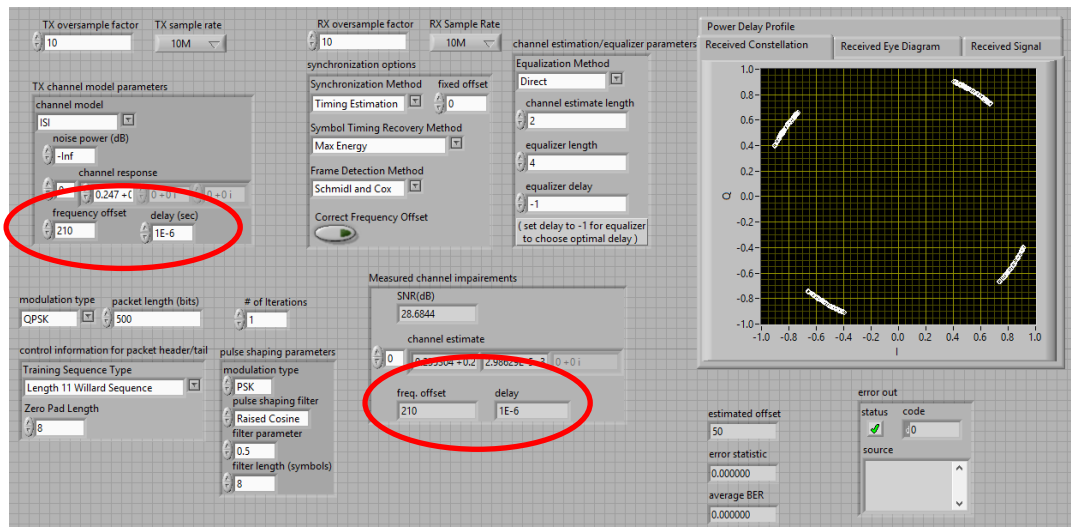 TX oversample factor TX sample rate
10 10M
TX channel model parameters
channel model
ISI
noise power (dB)
-Inf
channel response
0 0.247 +( 0 +0 i 0 +0 i
frequency offset delay (sec)
210 1E-6
modulation type packet length (bits) # of Iterations
QPSK 500 1
control information for packet header/tail
Training Sequence Type
Length 11 Willard Sequence
Zero Pad Length
8
pulse shaping parameters
modulation type
PSK
pulse shaping filter
Raised Cosine
filter parameter
0.5
filter length (symbols)
8
RX oversample factor RX Sample Rate
10 10M
synchronization options
Synchronization Method fixed offset
Timing Estimation 0
Symbol Timing Recovery Method
Max Energy
Frame Detection Method
Schmidl and Cox
Correct Frequency Offset
channel estimation/equalizer parameters
Equalization Method
Direct
channel estimate length
2
equalizer length
4
equalizer delay
-1
( set delay to -1 for equalizer
to choose optimal delay )
Measured channel impairements
SNR(dB)
28.6844
channel estimate
0 0 +0 i
freq. offset delay
210 1E-6
Power Delay Profile
Received Constellation Received Eye Diagram Received Signal
1.0
0.8
0.6
0.4
0.2
Q 0.0
-0.2
-0.4
-0.6
-0.8
-1.0
-1.0 -0.8 -0.6 -0.4 -0.2 0.0 0.2 0.4 0.6 0.8 1.0
I
estimated offset
50
error statistic
0.000000
average BER
0.000000
error out
status code
d0
source